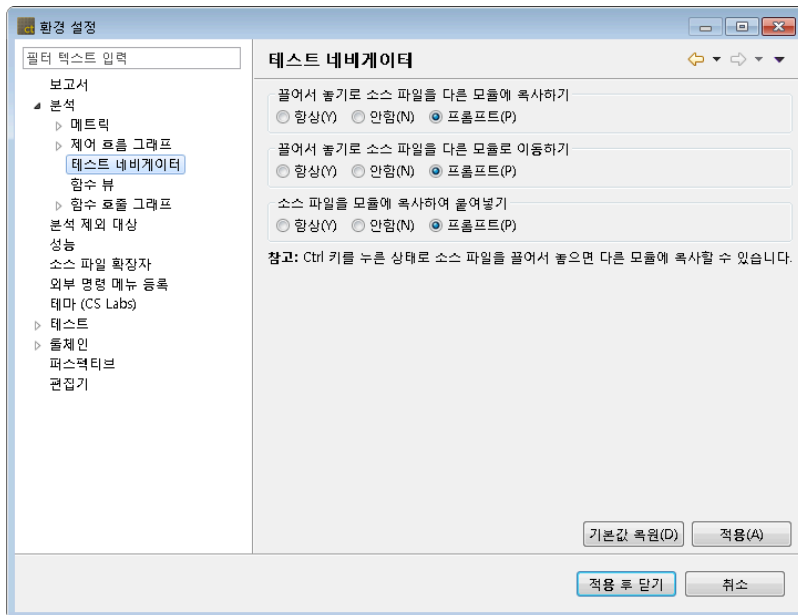 ct 환경 설정
필터 텍스트 입력
보고서
분석
메트릭
제어 흐름 그래프
테스트 네비게이터
함수 뷰
함수 호출 그래프
분석 제외 대상
성능
소스 파일 확장자
외부 명령 메뉴 등록
테마 (CS Labs)
테스트
툴체인
퍼스펙티브
편집기
테스트 네비게이터
끌어서 놓기로 소스 파일을 다른 모듈에 복사하기
항상(Y) 안함(N) 프롬프트(P)
끌어서 놓기로 소스 파일을 다른 모듈로 이동하기
항상(Y) 안함(N) 프롬프트(P)
소스 파일을 모듈에 복사하여 붙여넣기
항상(Y) 안함(N) 프롬프트(P)
참고: Ctrl 키를 누른 상태로 소스 파일을 끌어서 놓으면 다른 모듈에 복사할 수 있습니다.
기본값 복원(D) 적용(A)
적용 후 닫기 취소